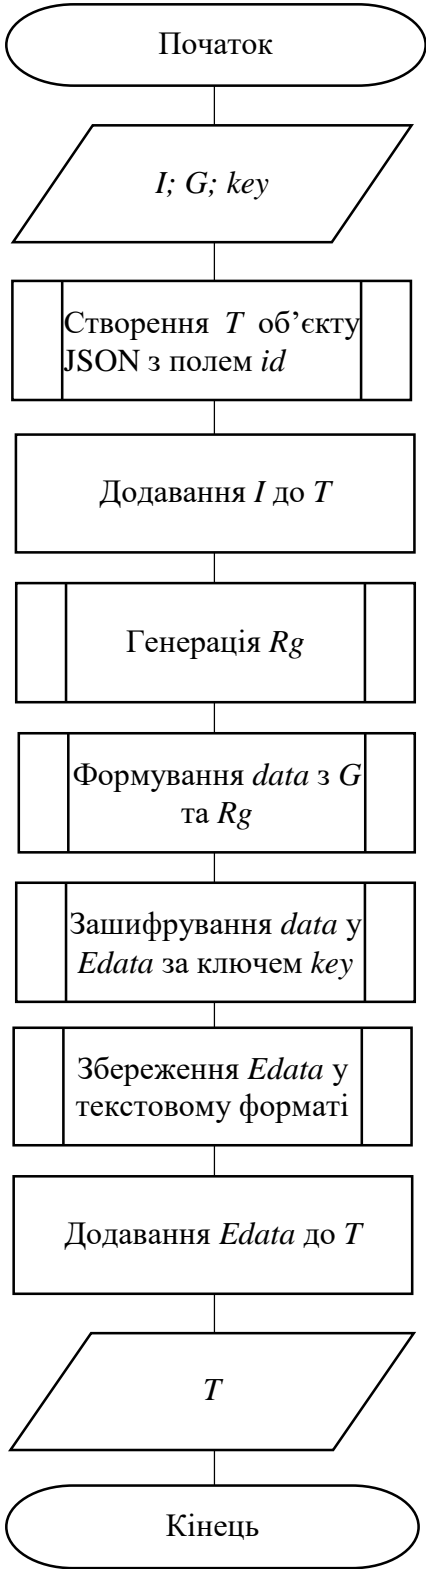 Початок
I; G; key
Створення T об’єкту
JSON з полем id
Додавання I до T
Генерація Rg
Формування data з G
та Rg
Зашифрування data у
Edata за ключем key
Збереження Edata у
текстовому форматі
Додавання Edata до T
T
Кінець